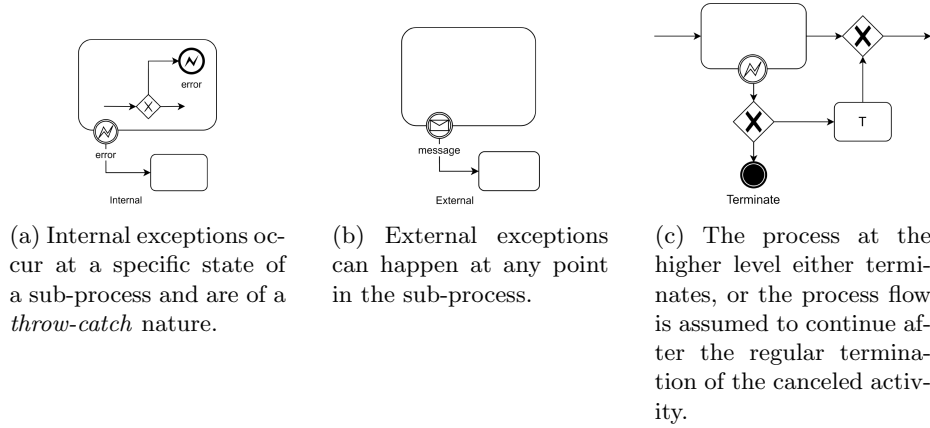 error
error
Internal
(a) Internal exceptions oc-
cur at a specific state of
a sub-process and are of a
throw-catch nature.
message
External
(b) External exceptions
can happen at any point
in the sub-process.
T
Terminate
(c) The process at the
higher level either termi-
nates, or the process flow
is assumed to continue af-
ter the regular termina-
tion of the canceled activ-
ity.